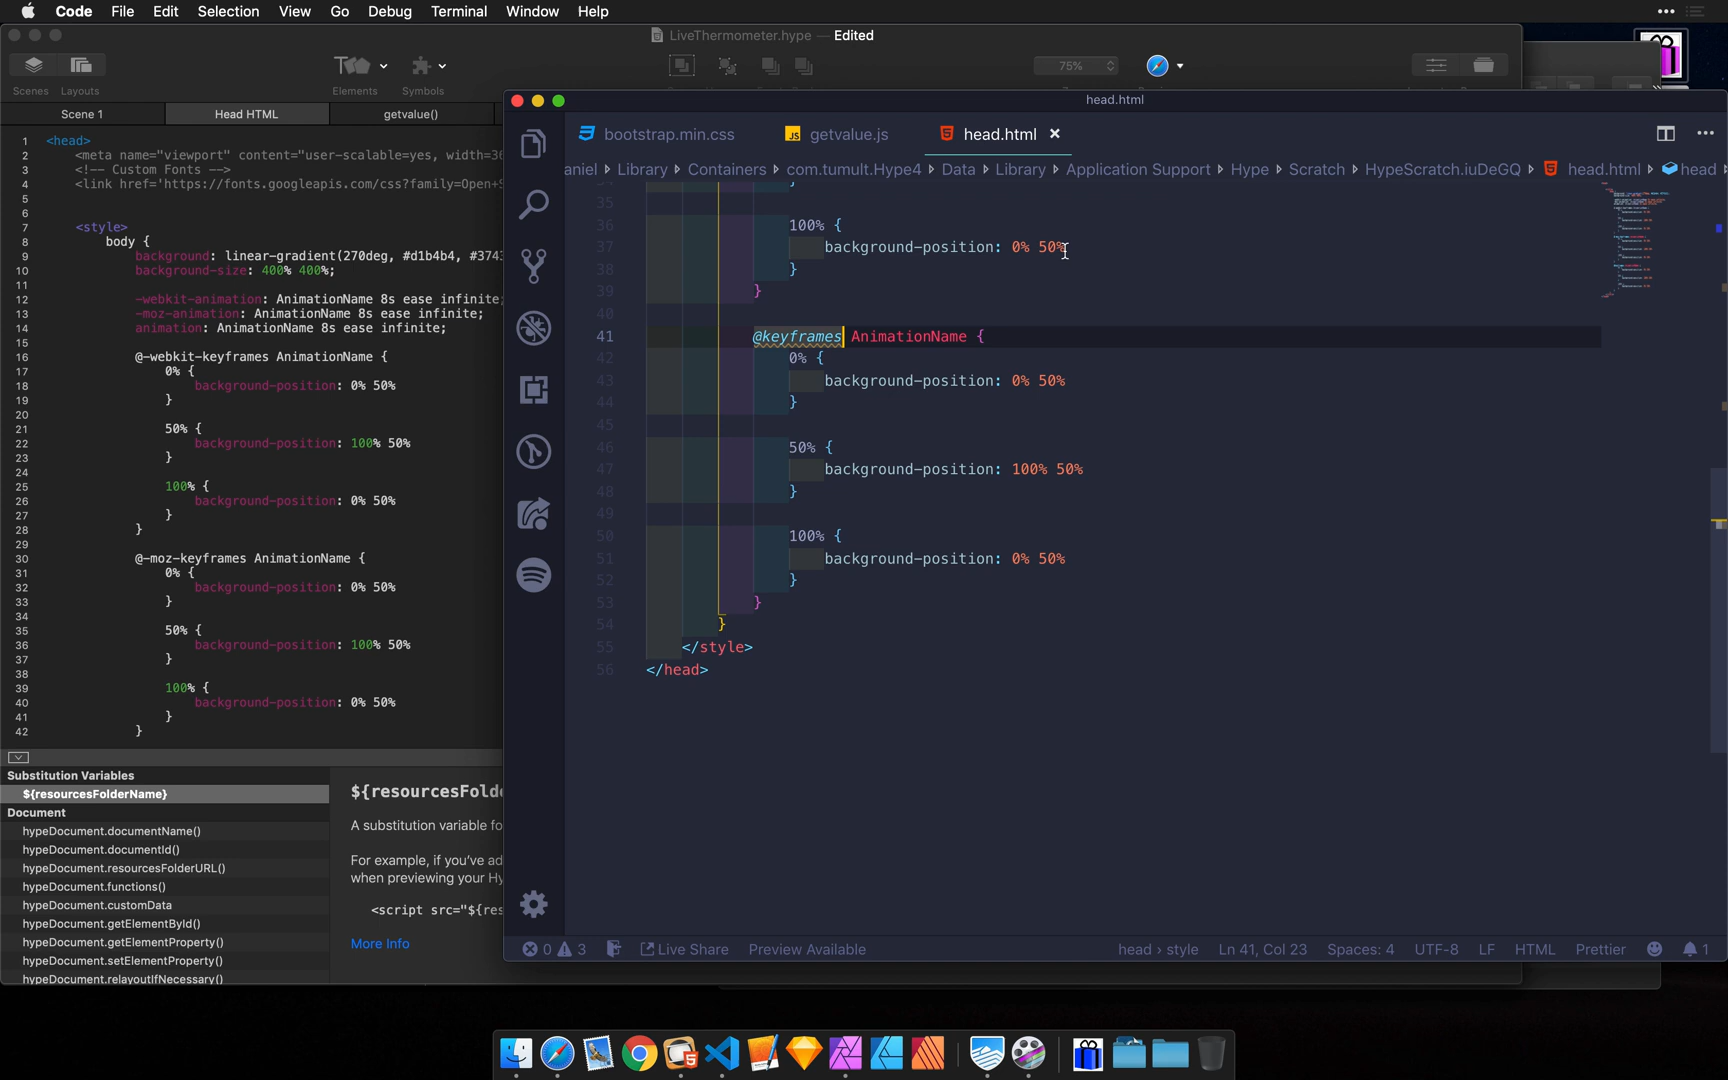 Code File Edit Selection View Go Debug Terminal Window Help
LiveThermometer.hype — Edited
75%
Scenes Layouts Elements Symbols
Scene 1 Head HTML getvalue()
1 <head>
2 <meta name="viewport" content="user-scalable=yes, width=36
3 <!-- Custom Fonts -->
4 <link href='https://fonts.googleapis.com/css?family=Open+S
5
6
7 <style>
8 body {
9 background: linear-gradient(270deg, #d1b4b4, #3743
10 background-size: 400% 400%;
11
12 -webkit-animation: AnimationName 8s ease infinite;
13 -moz-animation: AnimationName 8s ease infinite;
14 animation: AnimationName 8s ease infinite;
15
16 @-webkit-keyframes AnimationName {
17 0% {
18 background-position: 0% 50%
19 }
20
21 50% {
22 background-position: 100% 50%
23 }
24
25 100% {
26 background-position: 0% 50%
27 }
28 }
29
30 @-moz-keyframes AnimationName {
31 0% {
32 background-position: 0% 50%
33 }
34
35 50% {
36 background-position: 100% 50%
37 }
38
39 100% {
40 background-position: 0% 50%
41 }
42 }
Substitution Variables
${resourcesFolderName}
Document
hypeDocument.documentName()
hypeDocument.documentId()
hypeDocument.resourcesFolderURL()
hypeDocument.functions()
hypeDocument.customData
hypeDocument.getElementById()
hypeDocument.getElementProperty()
hypeDocument.setElementProperty()
hypeDocument.relayoutIfNecessary()
${resourcesFolde
A substitution variable fo
For example, if you've ad
when previewing your Hy
<script src="${res
More Info
head.html
bootstrap.min.css JS getvalue.js head.html
aniel Library Containers com.tumult.Hype4 Data Library Application Support Hype Scratch HypeScratch.iuDeGQ head.html head
35
36 100% {
37 background-position: 0% 50%
38 }
39 }
40
41 @keyframes AnimationName {
42 0% {
43 background-position: 0% 50%
44 }
45
46 50% {
47 background-position: 100% 50%
48 }
49
50 100% {
51 background-position: 0% 50%
52 }
53 }
54 }
55 </style>
56 </head>
0 3 Live Share Preview Available head › style Ln 41, Col 23 Spaces: 4 UTF-8 LF HTML Prettier 1